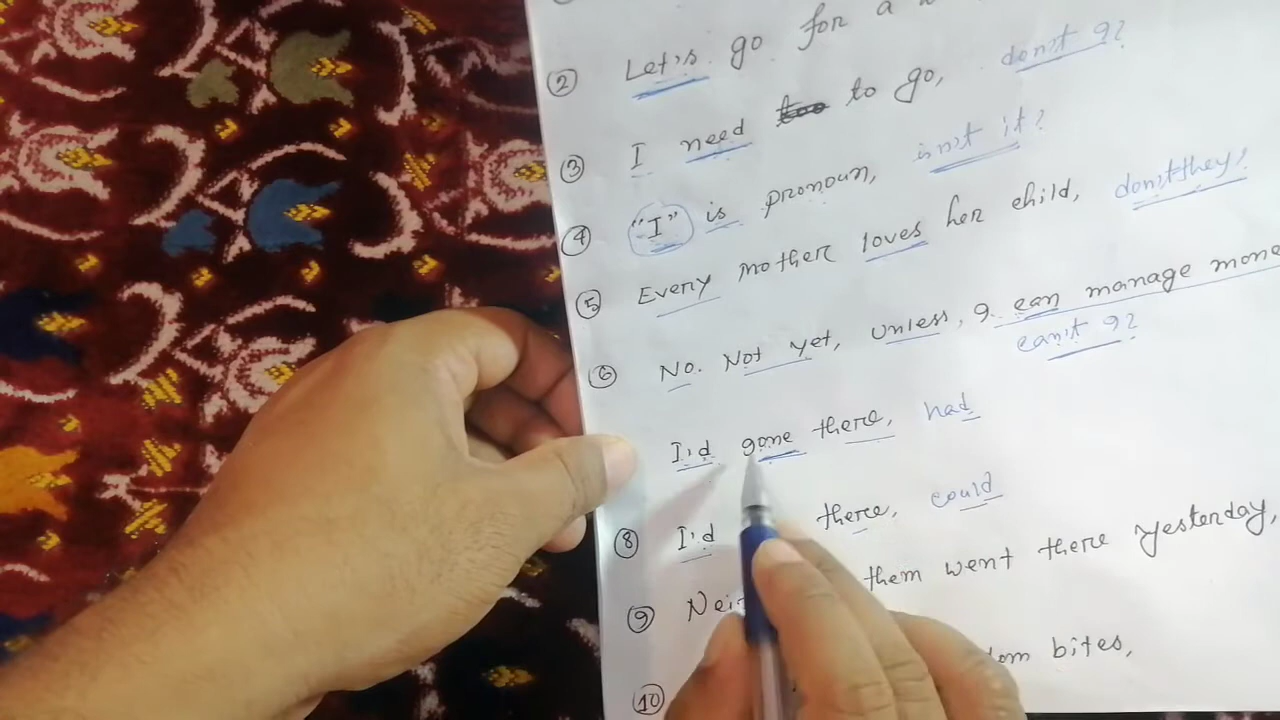 ② Let's go for a
③ I need to go, don't I?
④ "I" is pronoun, isn't it?
⑤ Every mother loves her child, don't they?
⑥ No. Not yet, unless, I can manage
can't I?
I'd gone there, had
⑧ I'd there, could
⑨ them went there yesterday,
⑩ bites,